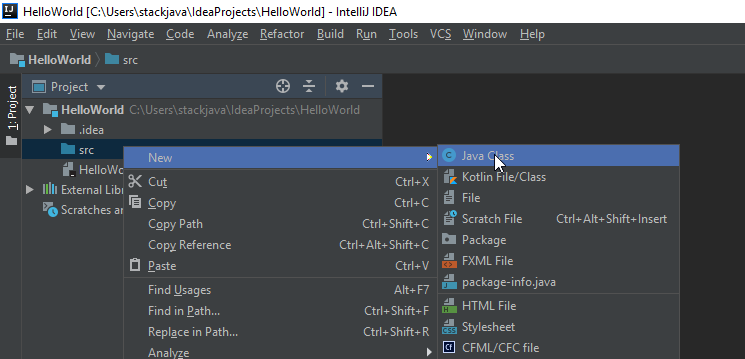 IJ HelloWorld [C:\Users\stackjava\IdeaProjects\HelloWorld] - IntelliJ IDEA
File Edit View Navigate Code Analyze Refactor Build Run Tools VCS Window Help
HelloWorld src
1: Project
Project
HelloWorld C:\Users\stackjava\IdeaProjects\HelloWorld
.idea
src
HelloWo
External Libr
Scratches an
New
Cut Ctrl+X
Copy Ctrl+C
Copy Path Ctrl+Shift+C
Copy Reference Ctrl+Alt+Shift+C
Paste Ctrl+V
Find Usages Alt+F7
Find in Path... Ctrl+Shift+F
Replace in Path... Ctrl+Shift+R
Analyze
C Java Class
Kotlin File/Class
File
Scratch File Ctrl+Alt+Shift+Insert
Package
FXML File
package-info.java
H HTML File
Stylesheet
Cf CFML/CFC file